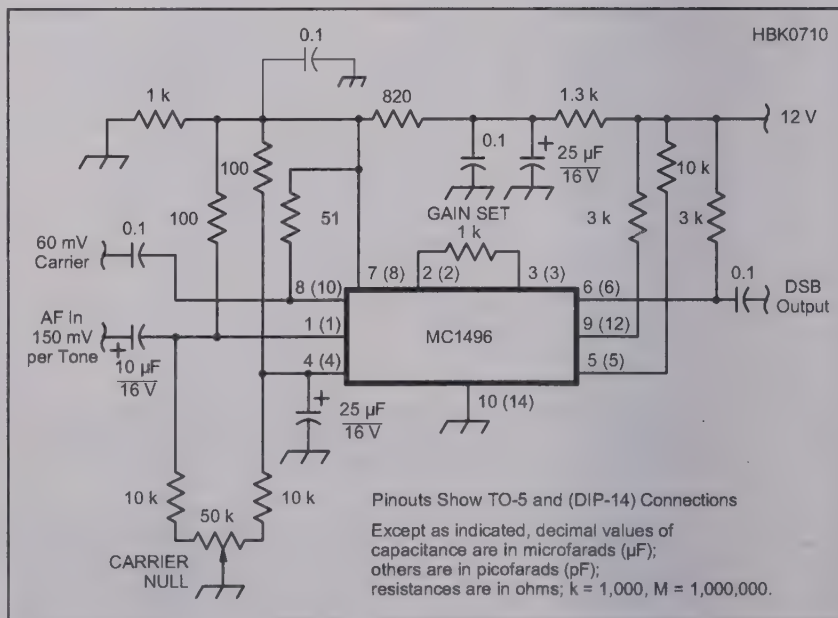 HBK0710
0.1
1 k
820
1.3 k
12 V
100
0.1
+
25 µF
16 V
10 k
100
51
GAIN SET
3 k
3 k
60 mV
Carrier
0.1
1 k
0.1
8 (10)
7 (8)
2 (2)
3 (3)
6 (6)
DSB
Output
AF In
150 mV
per Tone
1 (1)
MC1496
9 (12)
+
10 µF
16 V
4 (4)
5 (5)
+
25 µF
16 V
10 (14)
10 k
10 k
50 k
CARRIER
NULL
Pinouts Show TO-5 and (DIP-14) Connections
Except as indicated, decimal values of
capacitance are in microfarads (µF);
others are in picofarads (pF);
resistances are in ohms; k = 1,000, M = 1,000,000.